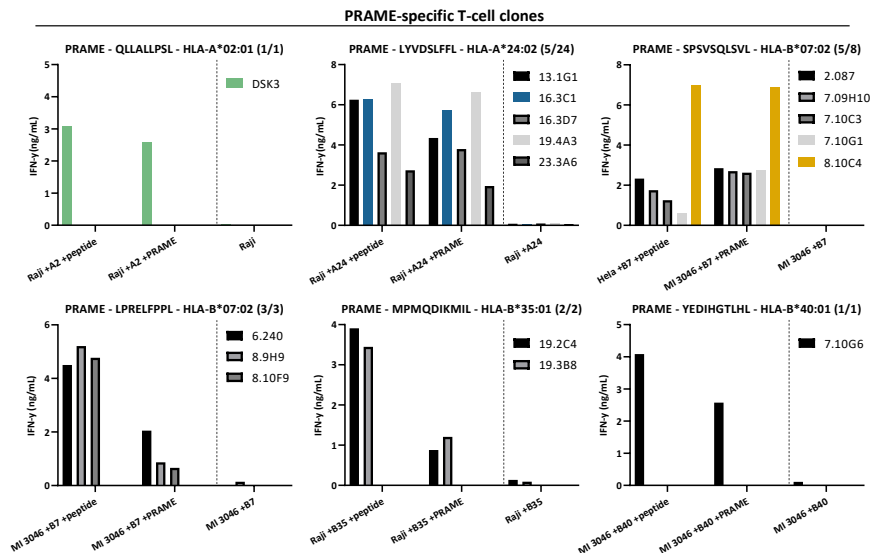 PRAME-specific T-cell clones
PRAME - QLLALLPSL - HLA-A*02:01 (1/1)
IFN-γ (ng/mL)
5
4
3
2
1
0
DSK3
Raji +A2 +peptide
Raji +A2 +PRAME
Raji
PRAME - LYVDSLFFL - HLA-A*24:02 (5/24)
IFN-γ (ng/mL)
8
6
4
2
0
13.1G1
16.3C1
16.3D7
19.4A3
23.3A6
Raji +A24 +peptide
Raji +A24 +PRAME
Raji +A24
PRAME - SPSVSQLSVL - HLA-B*07:02 (5/8)
IFN-γ (ng/mL)
8
6
4
2
0
2.087
7.09H10
7.10C3
7.10G1
8.10C4
Hela +B7 +peptide
MI 3046 +B7 +PRAME
MI 3046 +B7
PRAME - LPRELFPPL - HLA-B*07:02 (3/3)
IFN-γ (ng/mL)
6
4
2
0
6.240
8.9H9
8.10F9
MI 3046 +B7 +peptide
MI 3046 +B7 +PRAME
MI 3046 +B7
PRAME - MPMQDIKMIL - HLA-B*35:01 (2/2)
IFN-γ (ng/mL)
4
3
2
1
0
19.2C4
19.3B8
Raji +B35 +peptide
Raji +B35 +PRAME
Raji +B35
PRAME - YEDIHGTLHL - HLA-B*40:01 (1/1)
IFN-γ (ng/mL)
5
4
3
2
1
0
7.10G6
MI 3046 +B40 +peptide
MI 3046 +B40 +PRAME
MI 3046 +B40